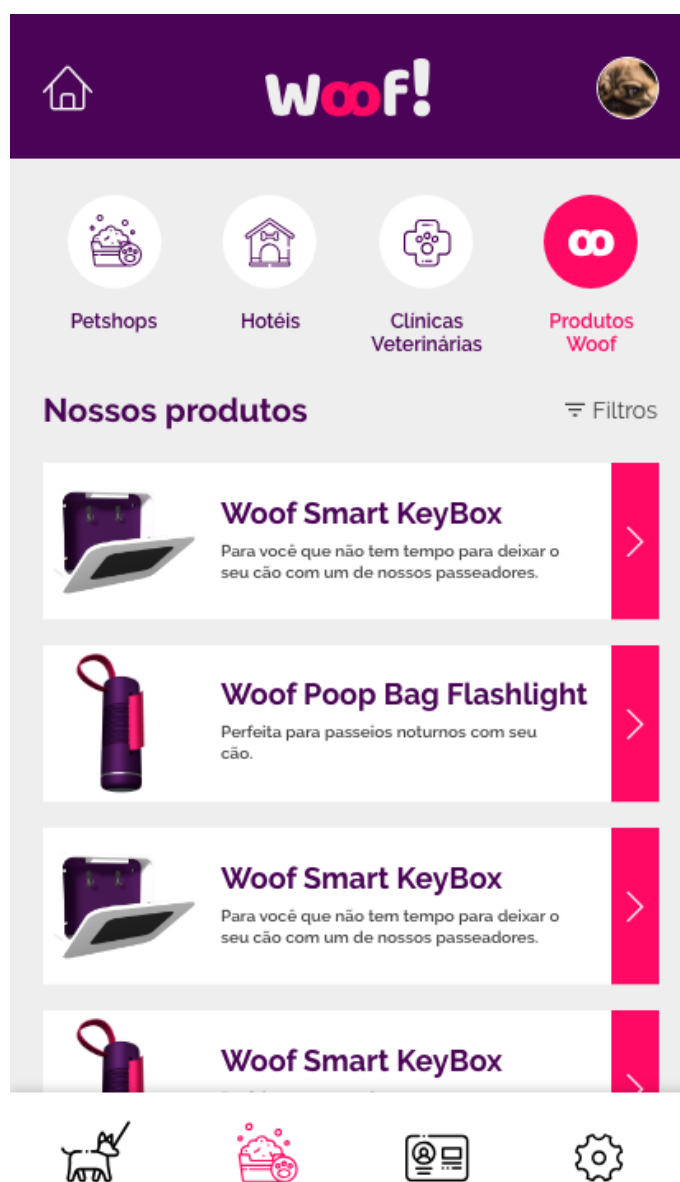 Woof!
Petshops
Hotéis
Clínicas
Veterinárias
Produtos
Woof
Nossos produtos
Filtros
Woof Smart KeyBox
Para você que não tem tempo para deixar o
seu cão com um de nossos passeadores.
Woof Poop Bag Flashlight
Perfeita para passeios noturnos com seu
cão.
Woof Smart KeyBox
Para você que não tem tempo para deixar o
seu cão com um de nossos passeadores.
Woof Smart KeyBox